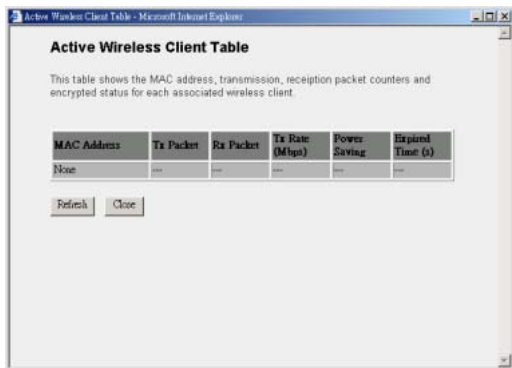 Active Wireless Client Table - Microsoft Internet Explorer
Active Wireless Client Table
This table shows the MAC address, transmission, receiption packet counters and
encrypted status for each associated wireless client.
MAC Address Tx Packet Rx Packet Tx Rate (Mbps) Power Saving Expired Time (s)
None --- --- --- --- ---
Refresh Close